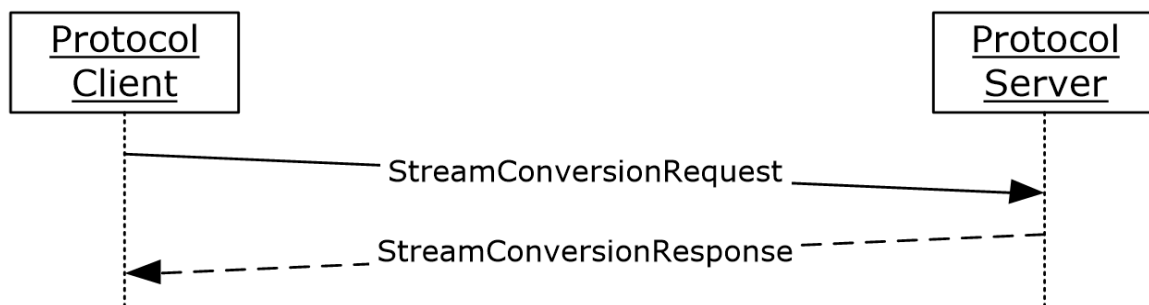 Protocol
Client
Protocol
Server
StreamConversionRequest
StreamConversionResponse